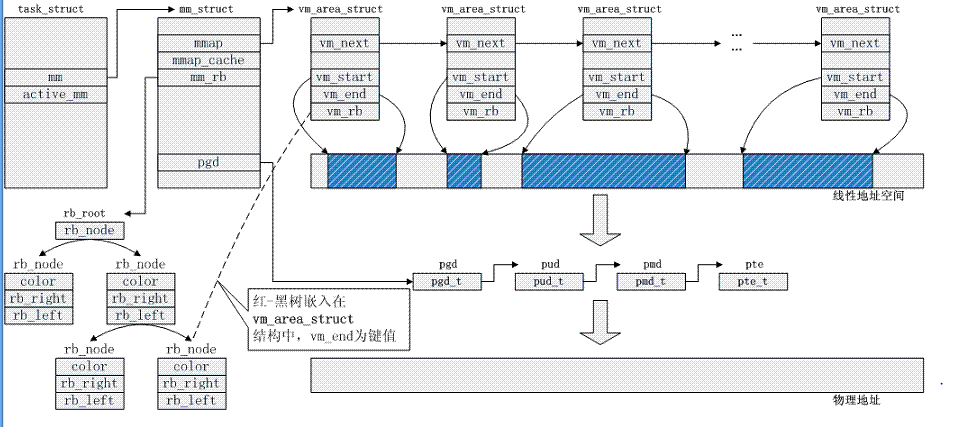 task_struct
mm
active_mm
mm_struct
mmap
mmap_cache
mm_rb
pgd
vm_area_struct
vm_next
vm_start
vm_end
vm_rb
vm_area_struct
vm_next
vm_start
vm_end
vm_rb
vm_area_struct
vm_next
vm_start
vm_end
vm_rb
...
...
vm_area_struct
vm_next
vm_start
vm_end
vm_rb
线性地址空间
rb_root
rb_node
rb_node
color
rb_right
rb_left
rb_node
color
rb_right
rb_left
rb_node
color
rb_right
rb_left
rb_node
color
rb_right
rb_left
红-黑树嵌入在
vm_area_struct
结构中，vm_end为键值
pgd
pgd_t
pud
pud_t
pmd
pmd_t
pte
pte_t
物理地址